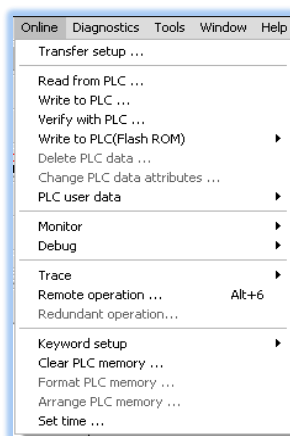 Online Diagnostics Tools Window Help
Transfer setup ...
Read from PLC ...
Write to PLC ...
Verify with PLC ...
Write to PLC(Flash ROM)
Delete PLC data ...
Change PLC data attributes ...
PLC user data
Monitor
Debug
Trace
Remote operation ... Alt+6
Redundant operation...
Keyword setup
Clear PLC memory ...
Format PLC memory ...
Arrange PLC memory ...
Set time ...